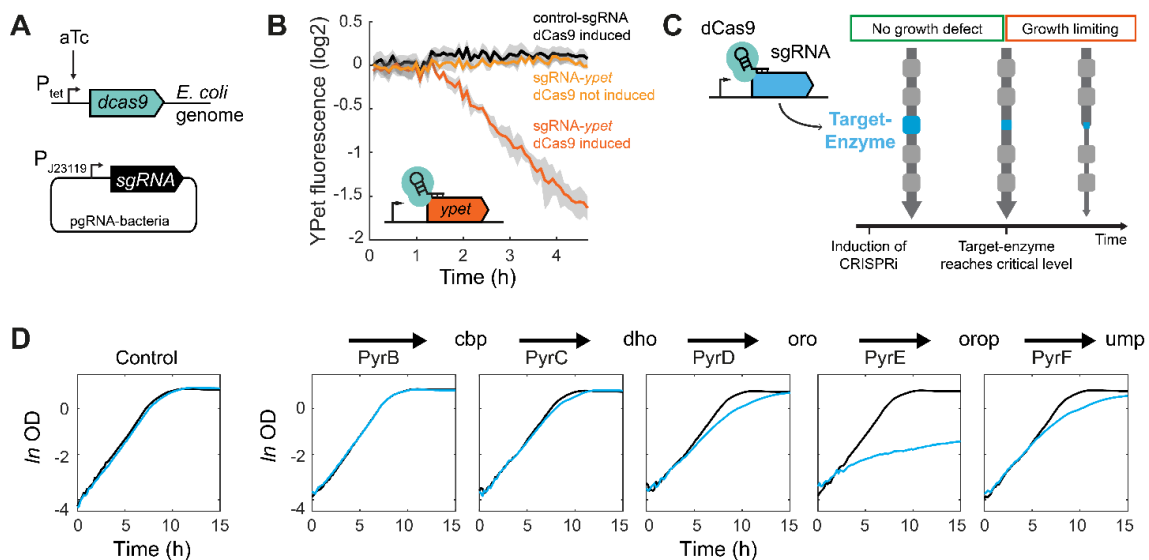 A
aTc
P
tet
dcas9
E. coli
genome
P
J23119
sgRNA
pgRNA-bacteria
B
YPet fluorescence (log2)
0.5
0
-0.5
-1
-1.5
-2
0 1 2 3 4
Time (h)
control-sgRNA
dCas9 induced
sgRNA-ypet
dCas9 not induced
sgRNA-ypet
dCas9 induced
ypet
C
dCas9
sgRNA
Target-
Enzyme
No growth defect
Growth limiting
Induction of
CRISPRi
Target-enzyme
reaches critical level
Time
D
Control
ln OD
0
-2
-4
0 5 10 15
Time (h)
PyrB
cbp
PyrC
dho
PyrD
oro
PyrE
orop
PyrF
ump
ln OD
0
-2
-4
0 5 10 15
0 5 10 15
0 5 10 15
0 5 10 15
0 5 10 15
Time (h)